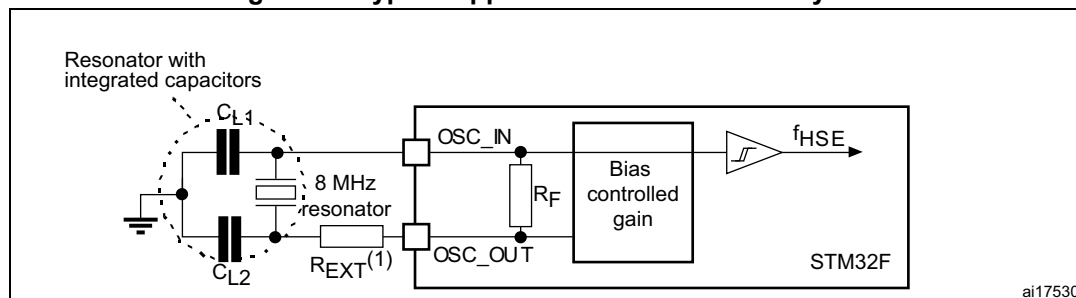 Resonator with
integrated capacitors
CL1
OSC_IN
fHSE
8 MHz
resonator
RF
Bias
controlled
gain
REXT(1)
OSC_OUT
CL2
STM32F
ai17530